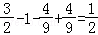 3/2 - 1 - 4/9 + 4/9 = 1/2